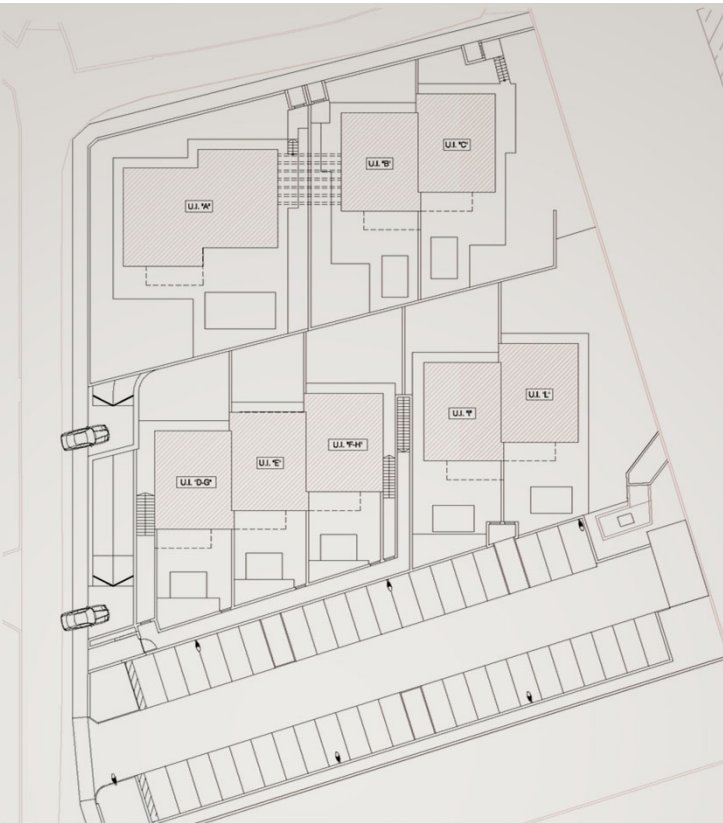 U.I. "A"
U.I. "B"
U.I. "C"
U.I. "D-G"
U.I. "E"
U.I. "F-H"
U.I. "I"
U.I. "L"